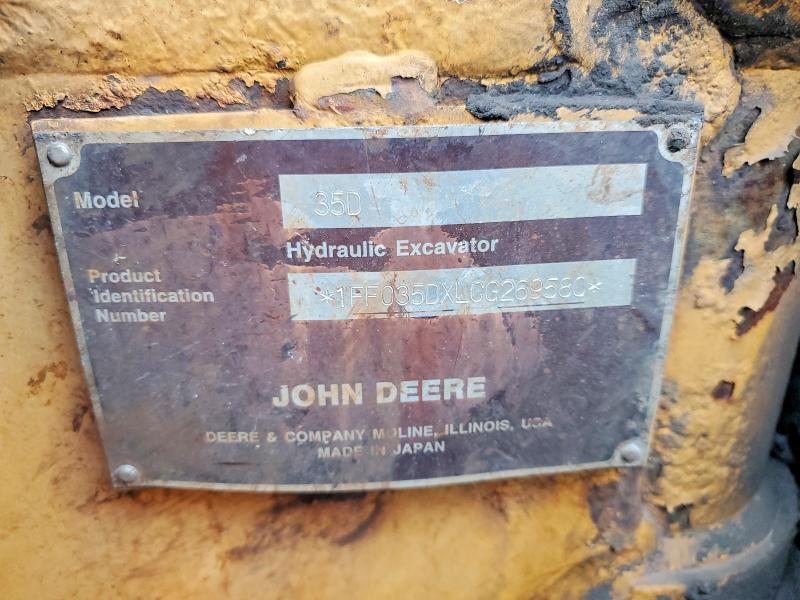 Model 35D
Hydraulic Excavator
Product
Identification
Number
*1FF035DXLCG269580*
JOHN DEERE
DEERE & COMPANY MOLINE, ILLINOIS, USA
MADE IN JAPAN